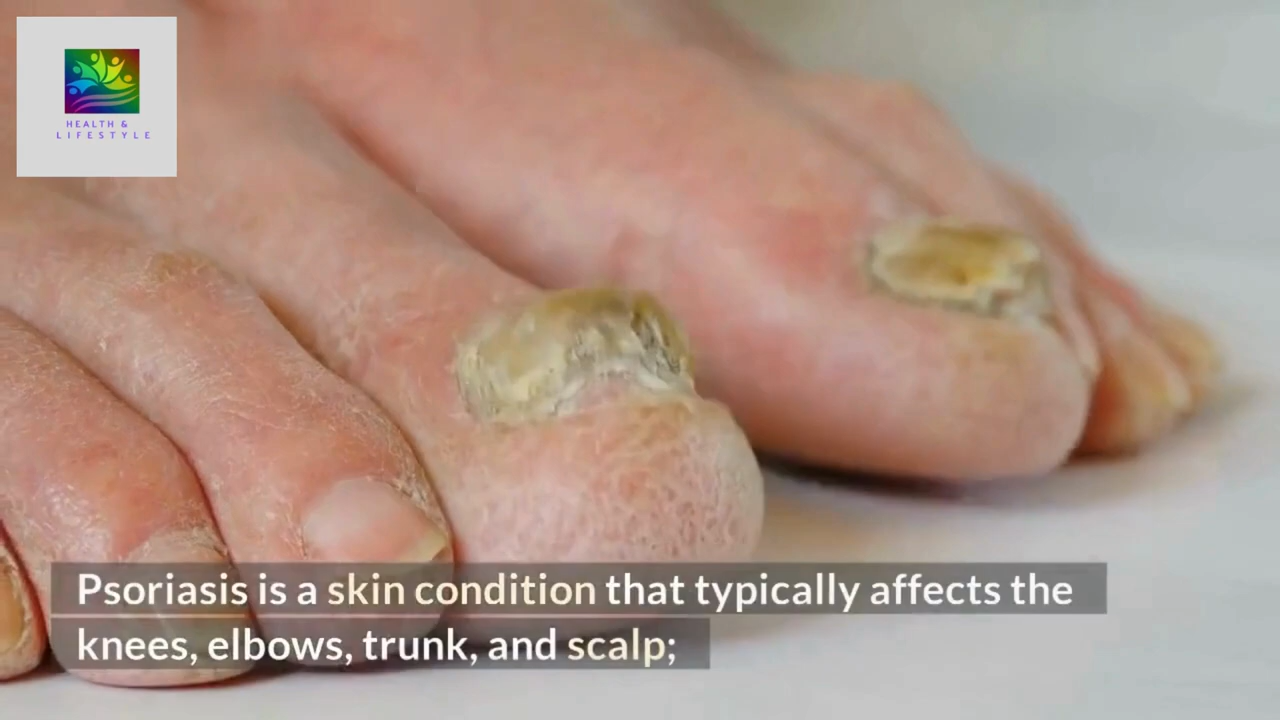 HEALTH &
LIFESTYLE
Psoriasis is a skin condition that typically affects the
knees, elbows, trunk, and scalp;